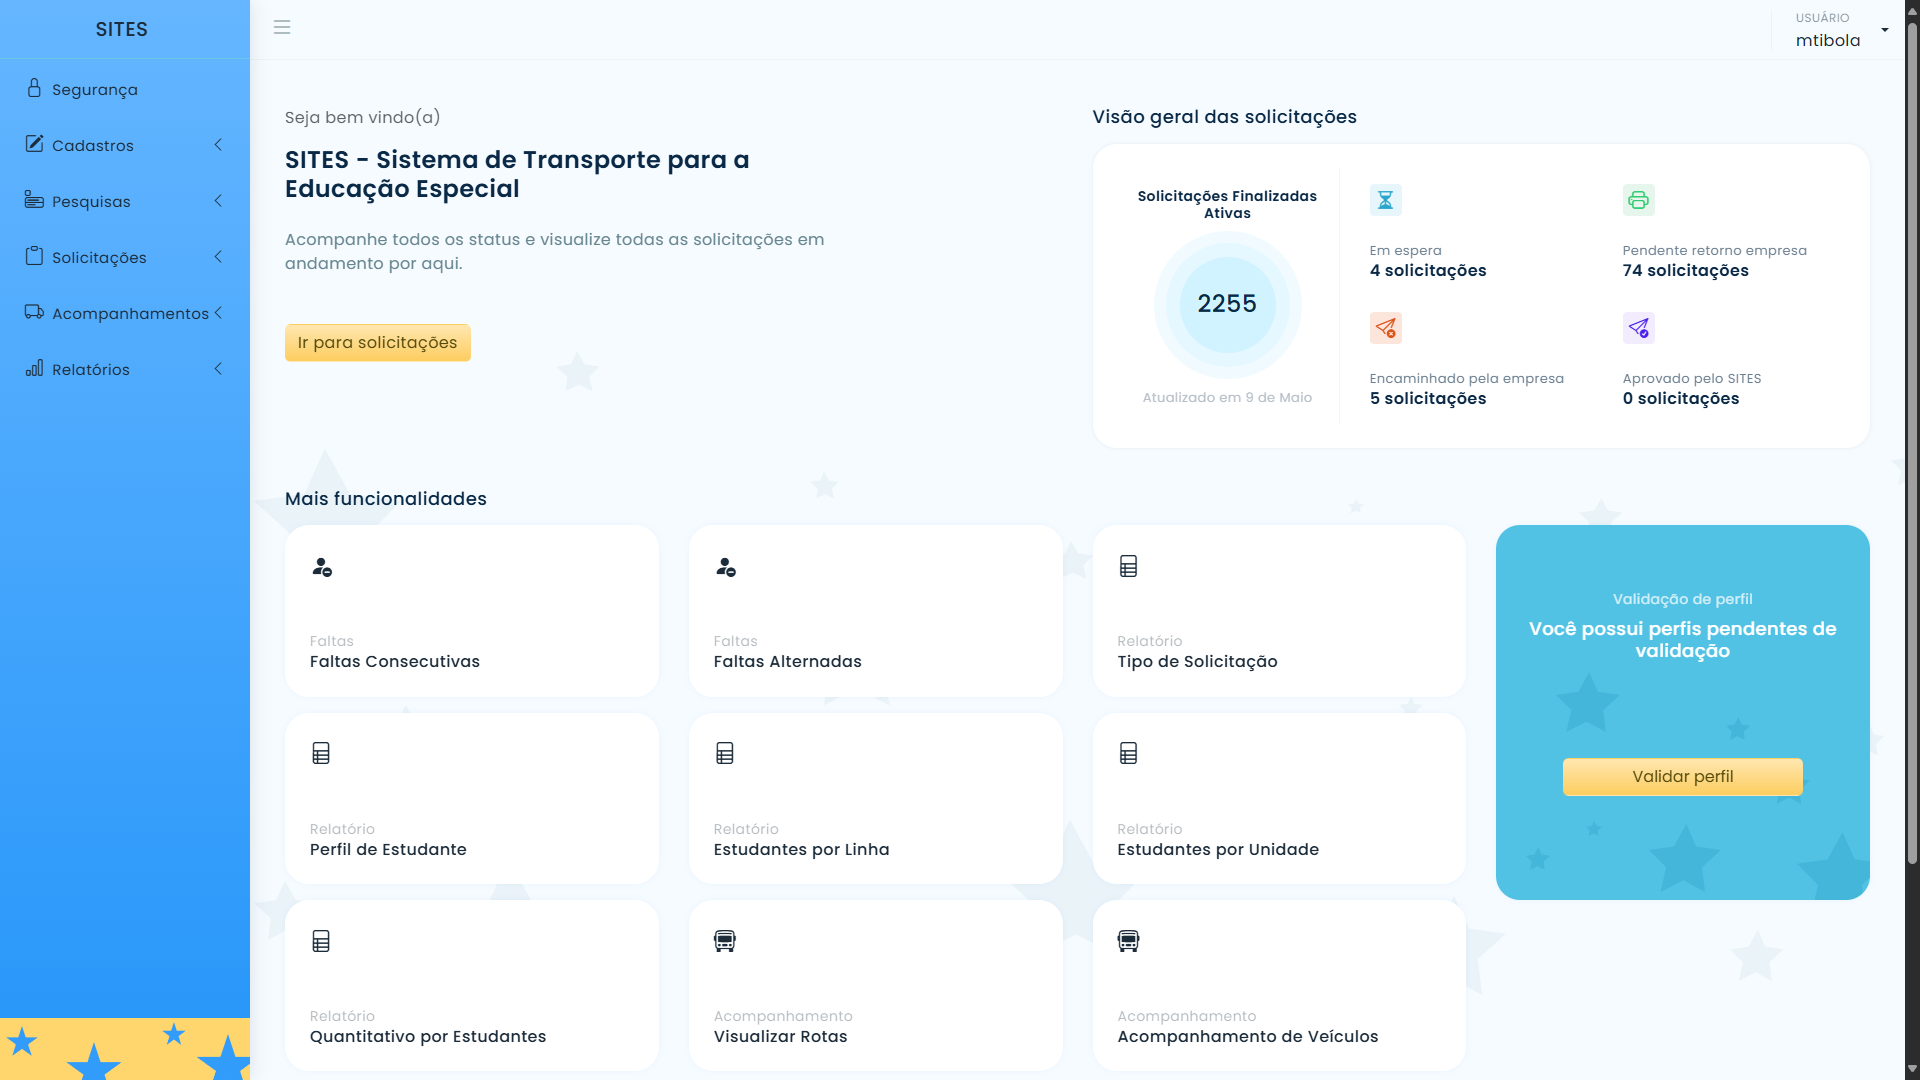 SITES
Segurança
Cadastros
Pesquisas
Solicitações
Acompanhamentos
Relatórios
USUÁRIO
mtibola
Seja bem vindo(a)
SITES - Sistema de Transporte para a
Educação Especial
Acompanhe todos os status e visualize todas as solicitações em
andamento por aqui.
Ir para solicitações
Visão geral das solicitações
Solicitações Finalizadas
Ativas
2255
Atualizado em 9 de Maio
Em espera
4 solicitações
Pendente retorno empresa
74 solicitações
Encaminhado pela empresa
5 solicitações
Aprovado pelo SITES
0 solicitações
Mais funcionalidades
Faltas
Faltas Consecutivas
Faltas
Faltas Alternadas
Relatório
Tipo de Solicitação
Validação de perfil
Você possui perfis pendentes de
validação
Validar perfil
Relatório
Perfil de Estudante
Relatório
Estudantes por Linha
Relatório
Estudantes por Unidade
Relatório
Quantitativo por Estudantes
Acompanhamento
Visualizar Rotas
Acompanhamento
Acompanhamento de Veículos